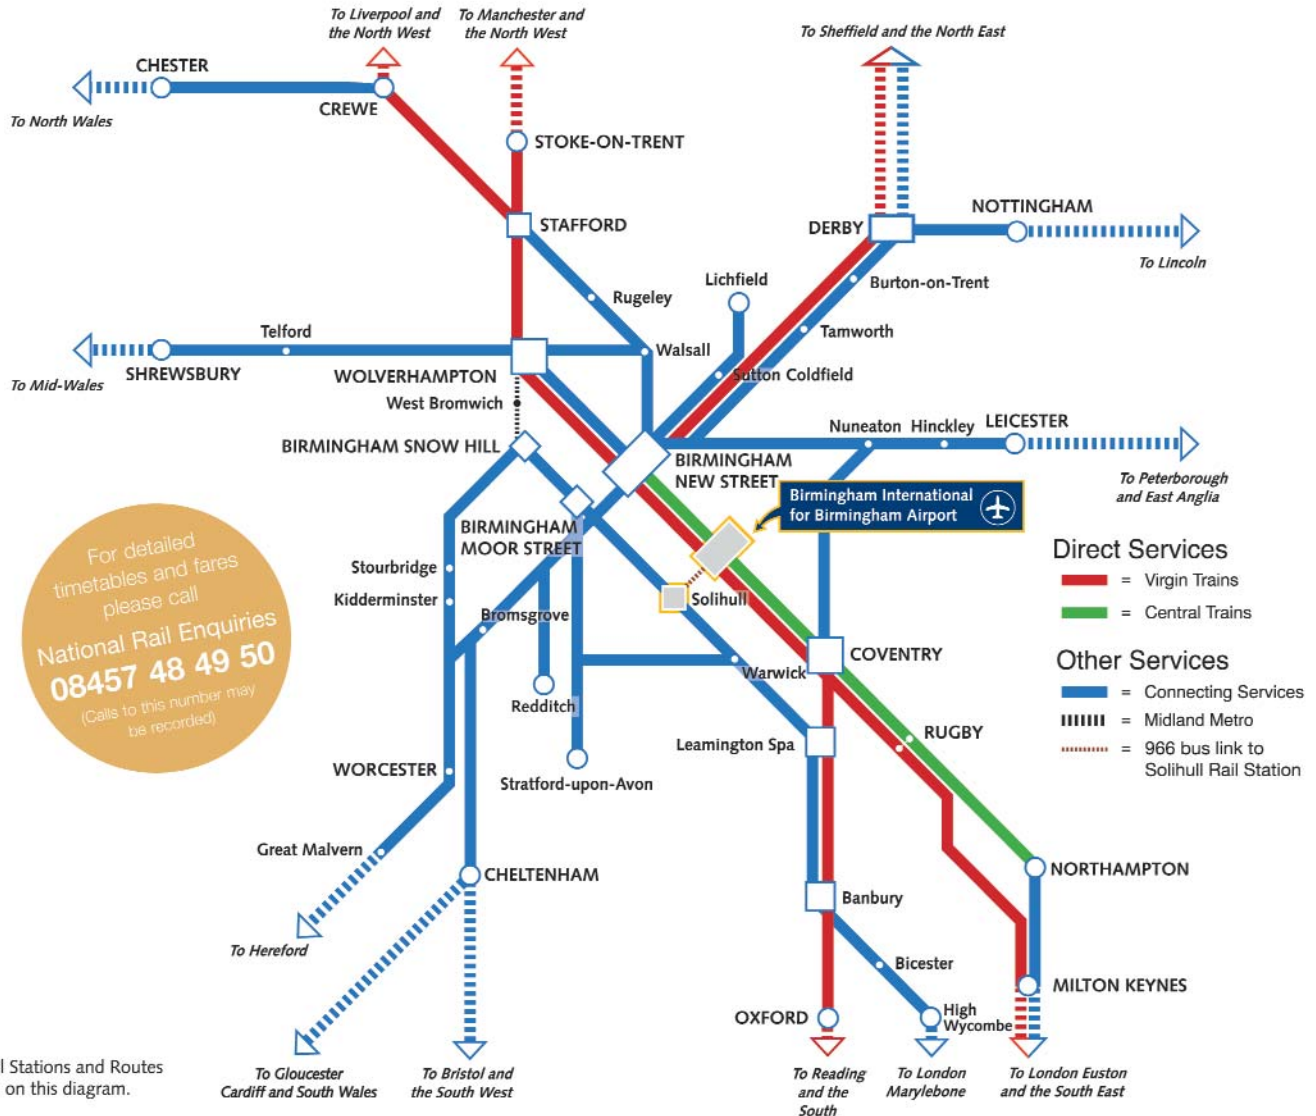 To Liverpool and
the North West
To Manchester and
the North West
To Sheffield and the North East
CHESTER
CREWE
To North Wales
STOKE-ON-TRENT
STAFFORD
DERBY
NOTTINGHAM
To Lincoln
Lichfield
Burton-on-Trent
Rugeley
Tamworth
Telford
Walsall
SHREWSBURY
To Mid-Wales
WOLVERHAMPTON
Sutton Coldfield
West Bromwich
Nuneaton
Hinckley
LEICESTER
BIRMINGHAM SNOW HILL
BIRMINGHAM
NEW STREET
To Peterborough
and East Anglia
Birmingham International
for Birmingham Airport
BIRMINGHAM
MOOR STREET
For detailed
timetables and fares
please call
National Rail Enquiries
08457 48 49 50
(Calls to this number may
be recorded)
Direct Services
= Virgin Trains
= Central Trains
Other Services
= Connecting Services
= Midland Metro
= 966 bus link to
Solihull Rail Station
Stourbridge
Kidderminster
Solihull
Bromsgrove
COVENTRY
Warwick
Redditch
RUGBY
Leamington Spa
WORCESTER
Stratford-upon-Avon
Great Malvern
CHELTENHAM
NORTHAMPTON
Banbury
To Hereford
Bicester
MILTON KEYNES
OXFORD
High
Wycombe
l Stations and Routes
on this diagram.
To Gloucester
Cardiff and South Wales
To Bristol and
the South West
To Reading
and the
South
To London
Marylebone
To London Euston
and the South East